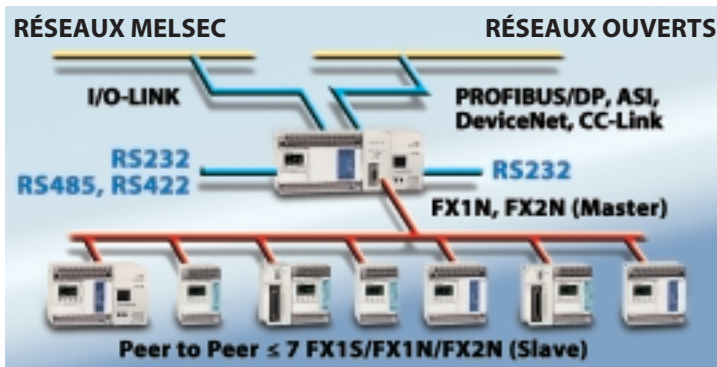 RÉSEAUX MELSEC
RÉSEAUX OUVERTS
I/O-LINK
PROFIBUS/DP, ASI,
DeviceNet, CC-Link
RS232
RS485, RS422
RS232
FX1N, FX2N (Master)
Peer to Peer ≤ 7 FX1S/FX1N/FX2N (Slave)